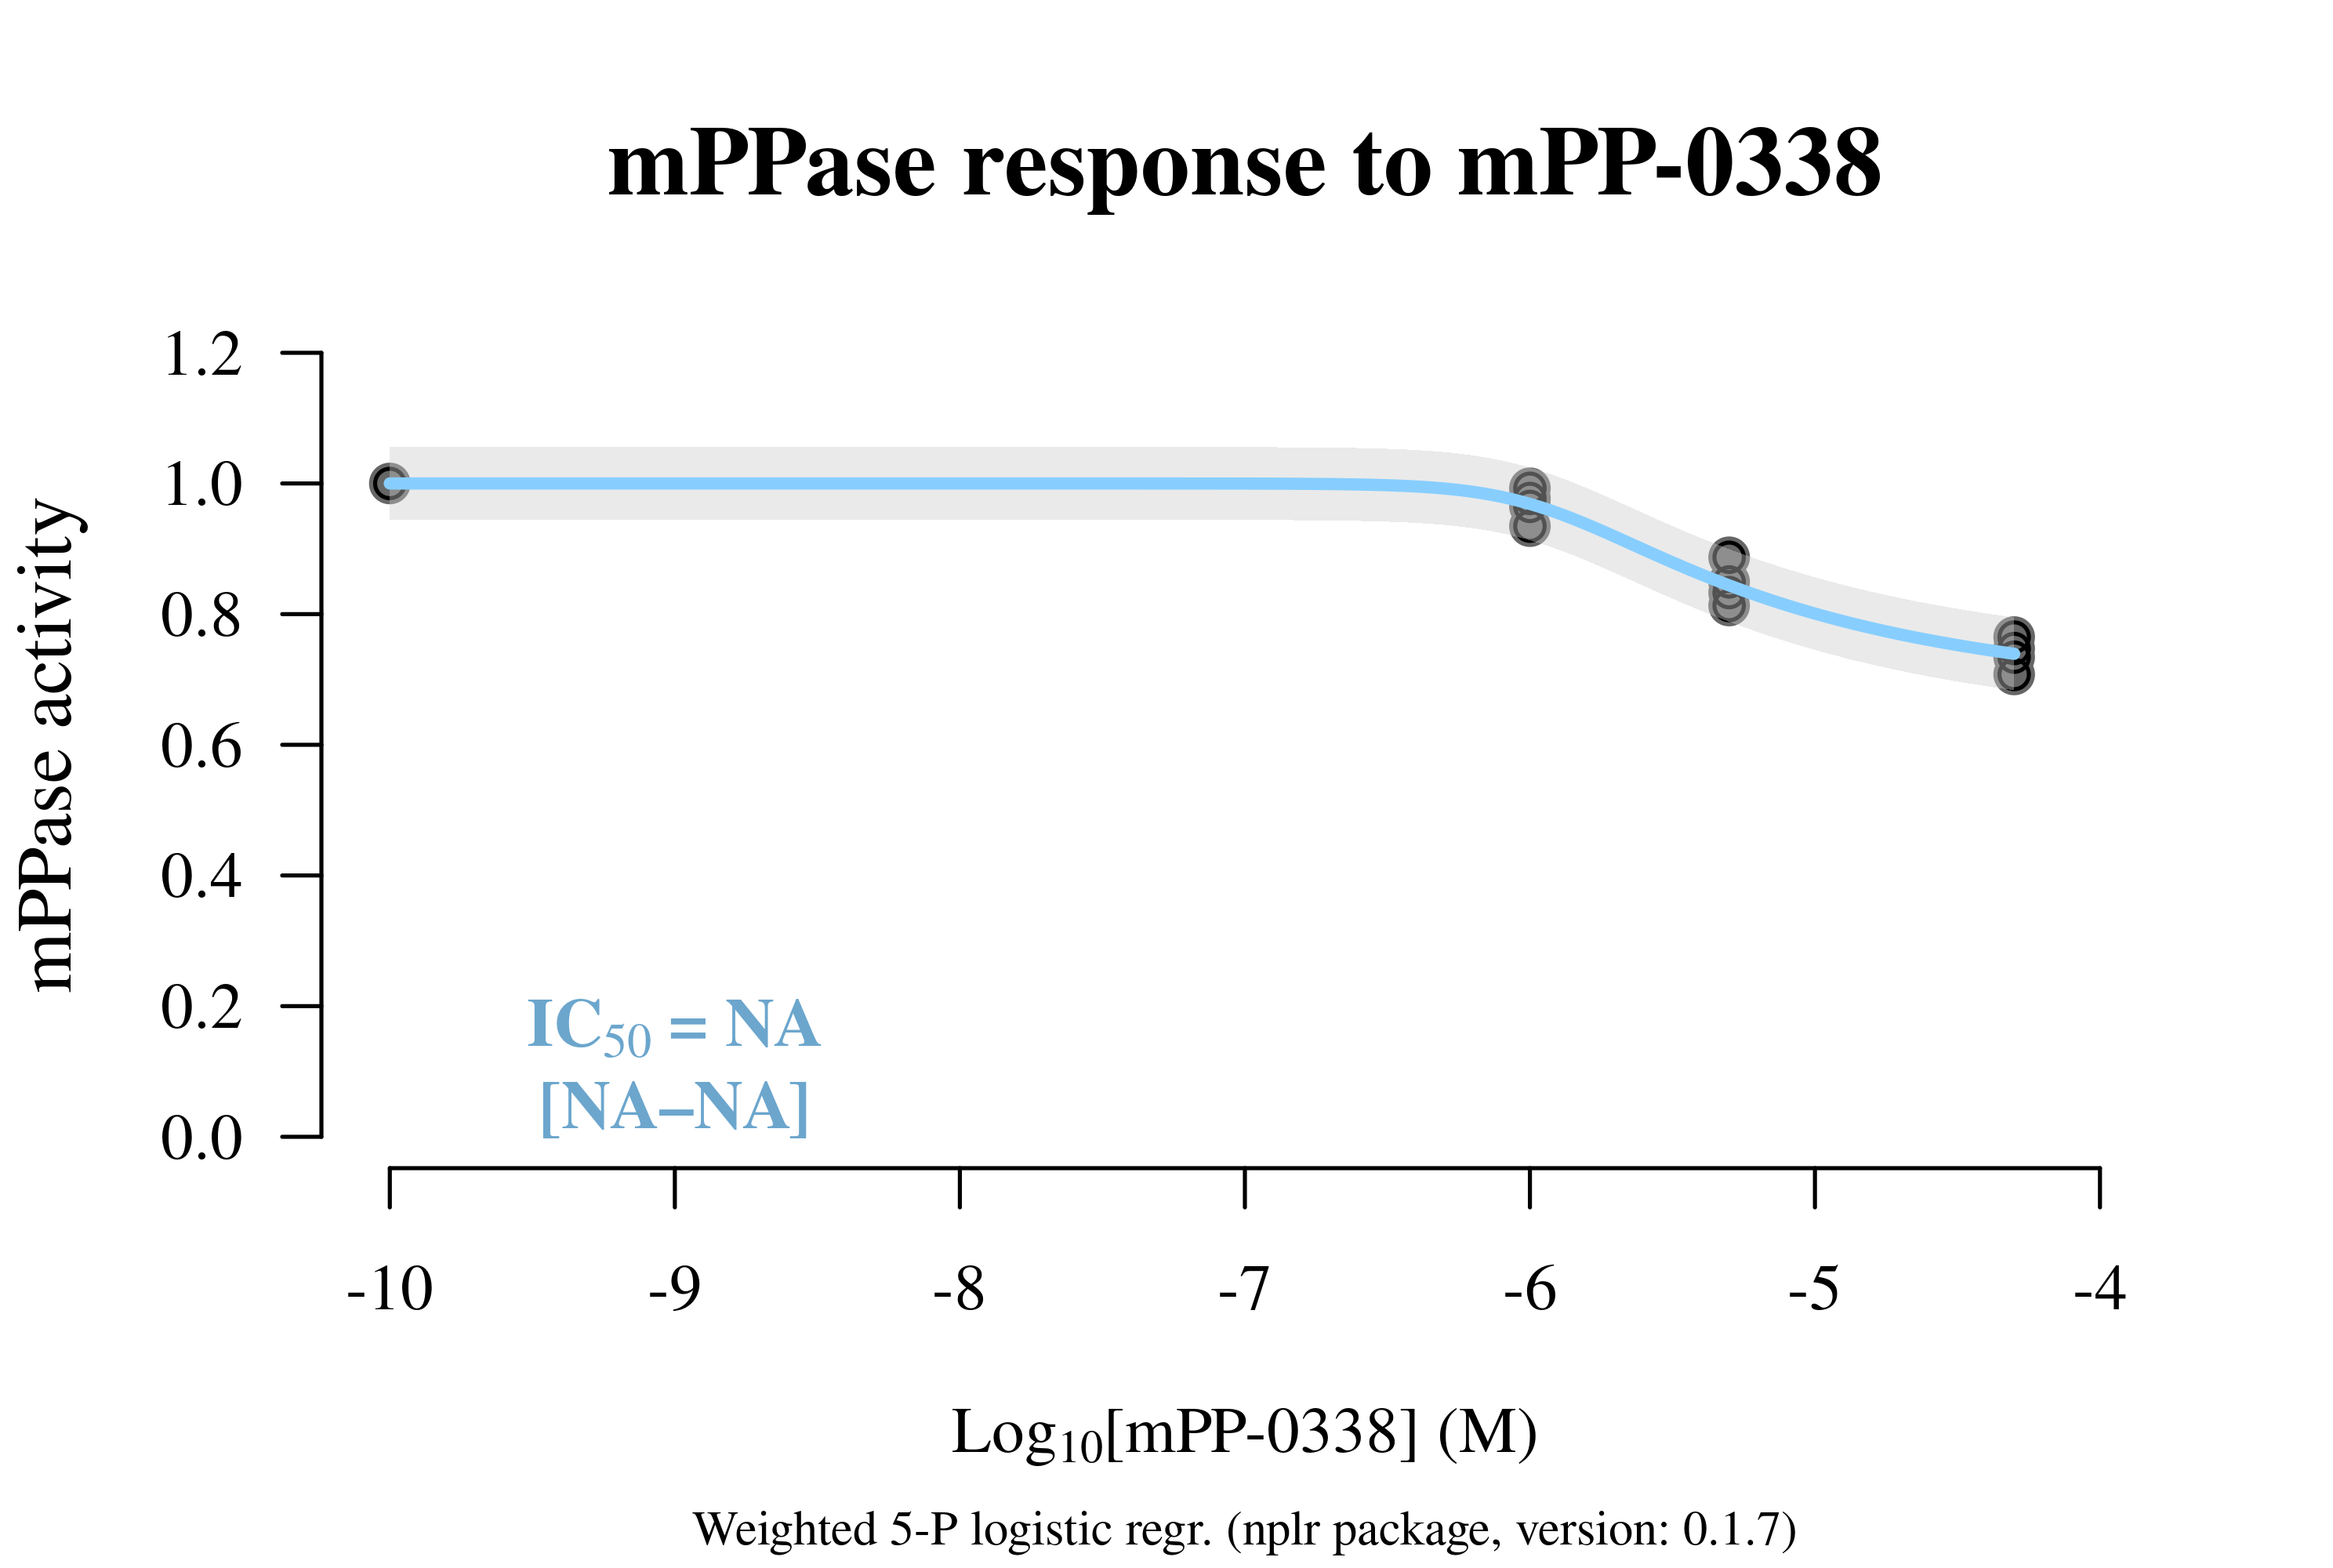 mPPase response to mPP-0338
mPPase activity
1.2
1.0
0.8
0.6
0.4
0.2
0.0
IC50 = NA
[NA–NA]
-10 -9 -8 -7 -6 -5 -4
Log10[mPP-0338] (M)
Weighted 5-P logistic regr. (nplr package, version: 0.1.7)